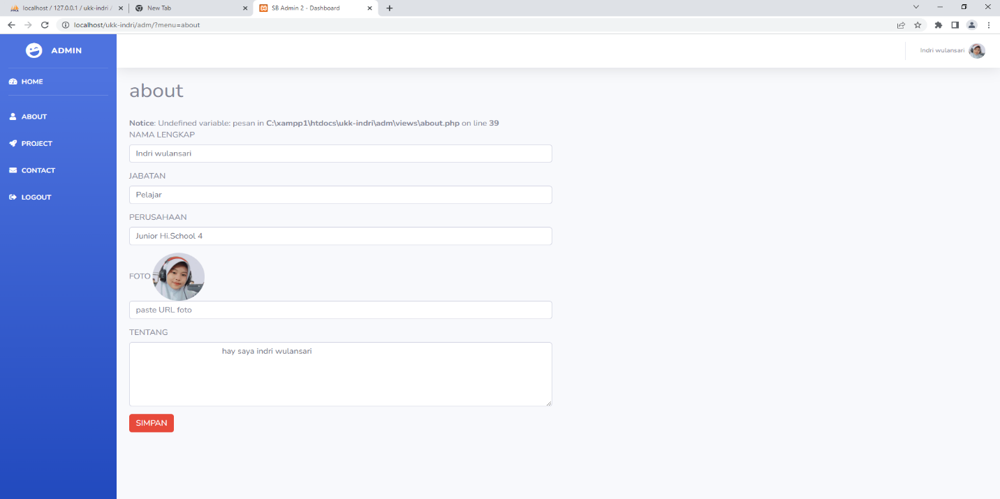 localhost / 127.0.0.1 / ukk-indri /
New Tab
SB Admin 2 - Dashboard
localhost/ukk-indri/adm/?menu=about
ADMIN
Indri wulansari
HOME
ABOUT
PROJECT
CONTACT
LOGOUT
about
Notice: Undefined variable: pesan in C:\xampp1\htdocs\ukk-indri\adm\views\about.php on line 39
NAMA LENGKAP
Indri wulansari
JABATAN
Pelajar
PERUSAHAAN
Junior Hi.School 4
FOTO
paste URL foto
TENTANG
hay saya indri wulansari
SIMPAN